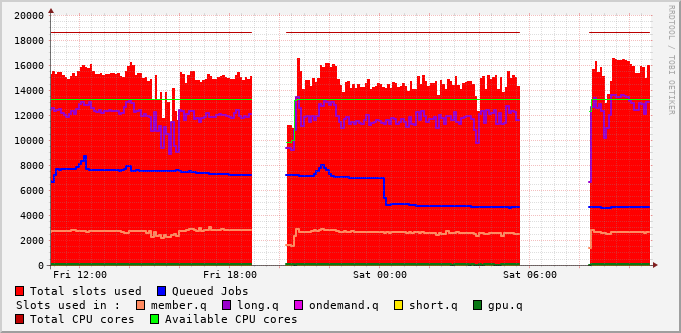 20000
18000
16000
14000
12000
10000
8000
6000
4000
2000
0
Fri 12:00 Fri 18:00 Sat 00:00 Sat 06:00
RRDTOOL / TOBI OETIKER
Total slots used Queued Jobs
Slots used in : member.q long.q ondemand.q short.q gpu.q
Total CPU cores Available CPU cores